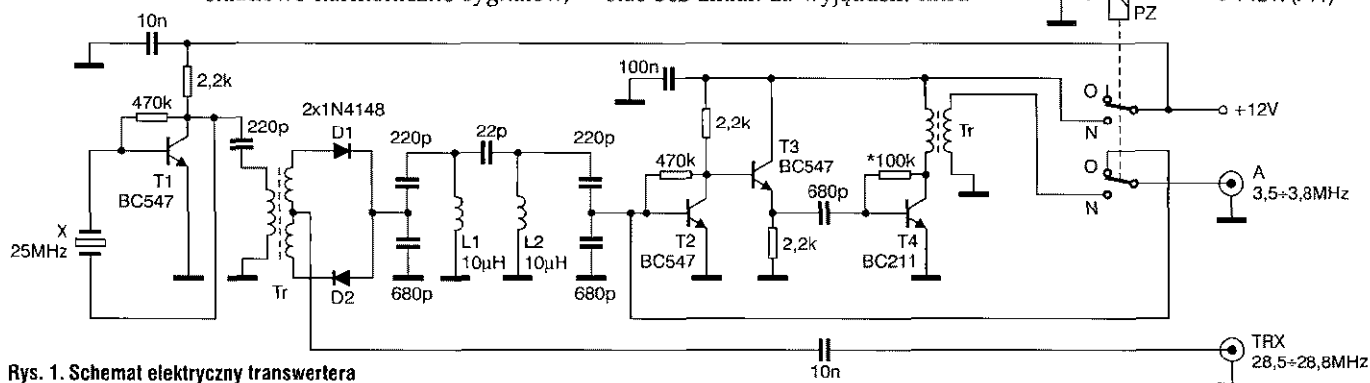 PZ
10n
2,2k
470k
220p
2x1N4148
D1
T1
BC547
X
25MHz
Tr
D2
220p
22p
220p
L1
10µH
L2
10µH
680p
680p
100n
2,2k
470k
T2
BC547
T3
BC547
680p
2,2k
*100k
T4
BC211
Tr
O
N
+12V
O
N
A
3,5÷3,8MHz
10n
TRX
28,5÷28,8MHz
Rys. 1. Schemat elektryczny transwertera